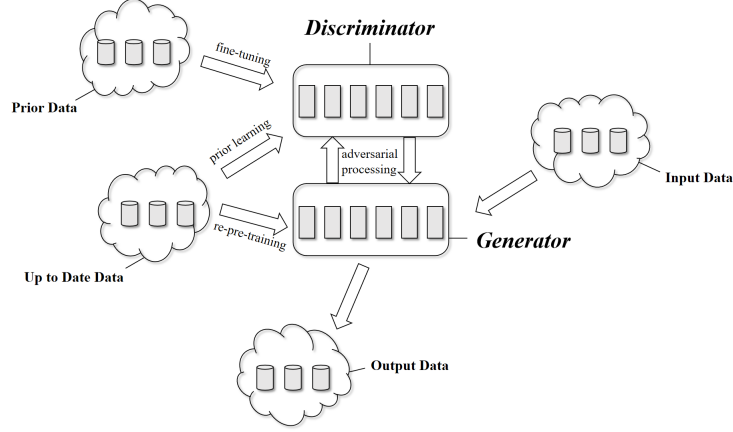 Discriminator
fine-tuning
Prior Data
prior learning
adversarial
processing
Input Data
re-pre-training
Generator
Up to Date Data
Output Data